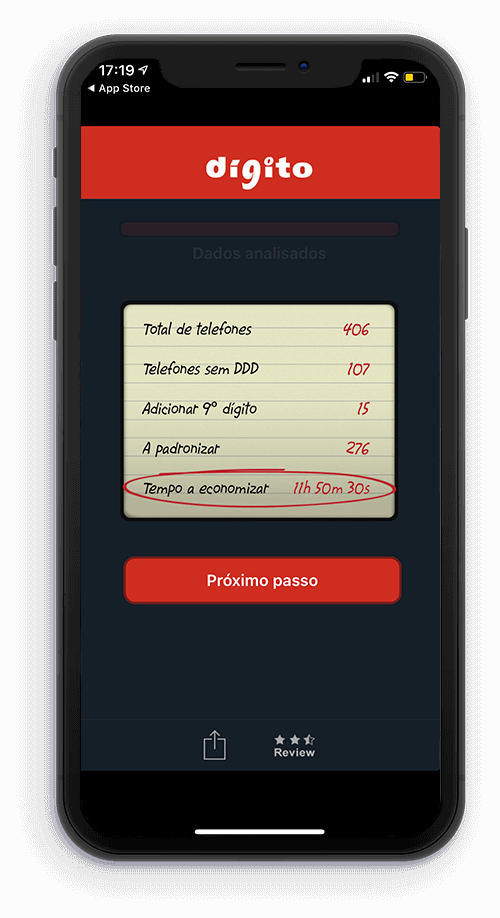 17:19
◀ App Store
dígito
Dados analisados
Total de telefones 406
Telefones sem DDD 107
Adicionar 9º dígito 15
A padronizar 276
Tempo a economizar 11h 50m 30s
Próximo passo
Review